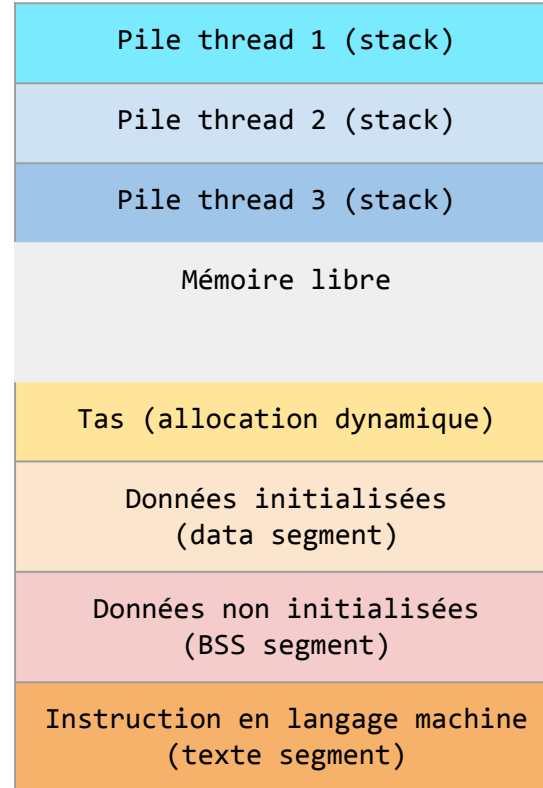 Pile thread 1 (stack)
Pile thread 2 (stack)
Pile thread 3 (stack)
Mémoire libre
Tas (allocation dynamique)
Données initialisées
(data segment)
Données non initialisées
(BSS segment)
Instruction en langage machine
(texte segment)